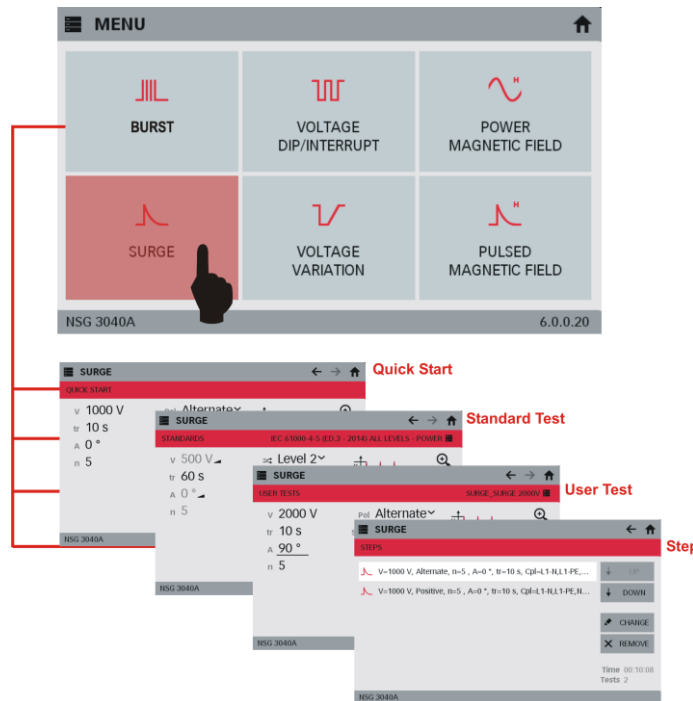 MENU
BURST
VOLTAGE
DIP/INTERRUPT
POWER
MAGNETIC FIELD
SURGE
VOLTAGE
VARIATION
PULSED
MAGNETIC FIELD
NSG 3040A 6.0.0.20
SURGE
Quick Start
QUICK START
v 1000 V
Alternate
tr 10 s
A 0 °
n 5
NSG 3040A
SURGE
Standard Test
STANDARDS IEC 61000-4-5 (ED.3 - 2014) ALL LEVELS - POWER
v 500 V
Level 2
tr 60 s
A 0 °
n 5
NSG 3040A
SURGE
User Test
USER TESTS SURGE_SURGE 2000V
v 2000 V Pol Alternate
tr 10 s
A 90 °
n 5
NSG 3040A
SURGE
Step
STEPS
V=1000 V, Alternate, n=5 , A=0 °, tr=10 s, Cpl=L1-N,L1-PE,...
UP
V=1000 V, Positive, n=5 , A=0 °, tr=10 s, Cpl=L1-N,L1-PE,N...
DOWN
CHANGE
REMOVE
Time 00:10:08
Tests 2
NSG 3040A